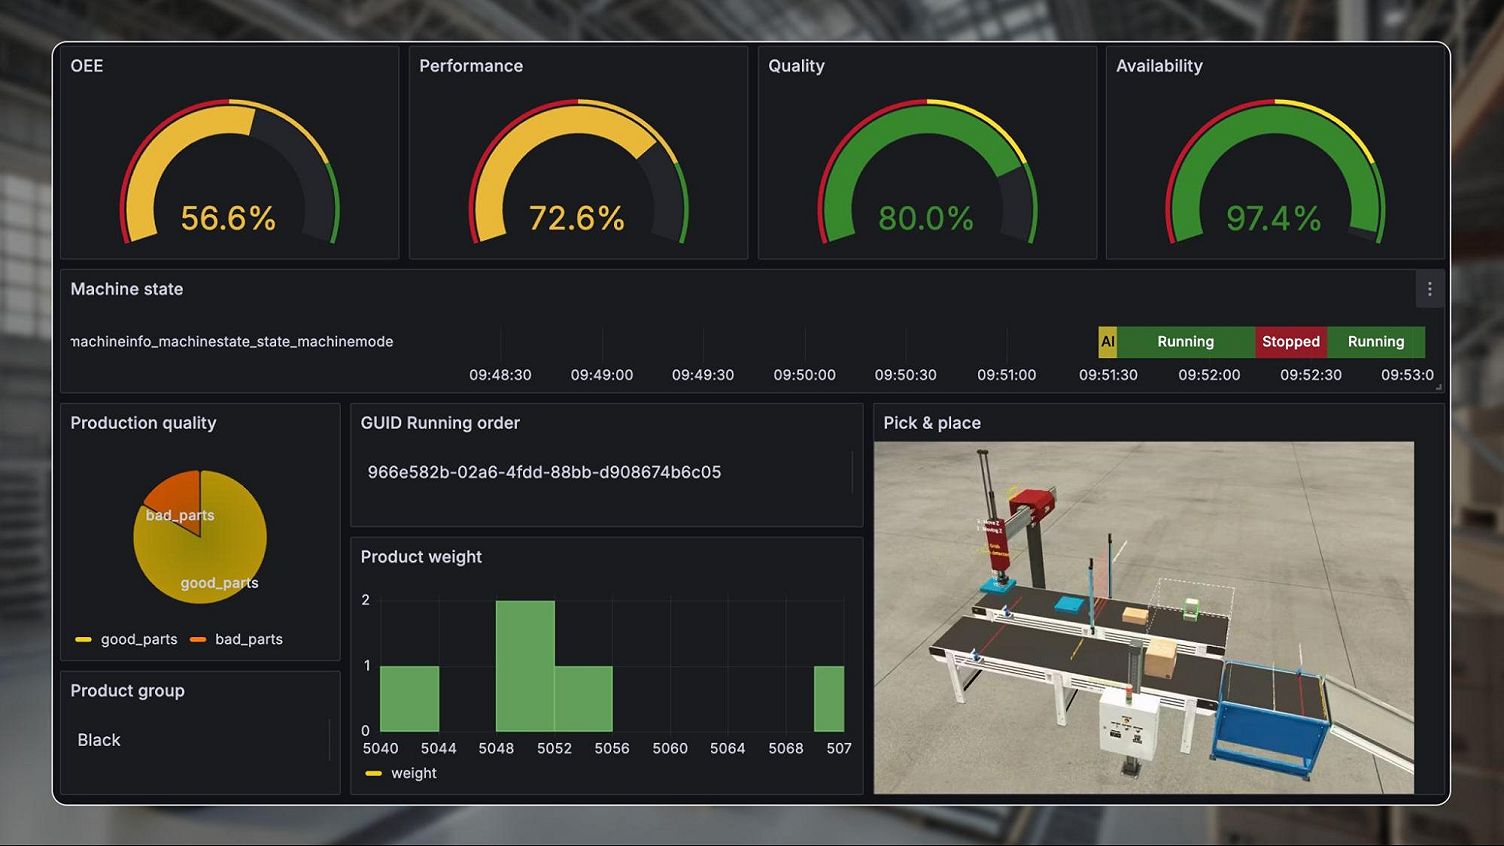 OEE
Performance
Quality
Availability
56.6%
72.6%
80.0%
97.4%
Machine state
nachineinfo_machinestate_state_machinemode
AI
Running
Stopped
Running
09:48:30
09:49:00
09:49:30
09:50:00
09:50:30
09:51:00
09:51:30
09:52:00
09:52:30
09:53:0
Production quality
bad_parts
good_parts
good_parts
bad_parts
Product group
Black
GUID Running order
966e582b-02a6-4fdd-88bb-d908674b6c05
Product weight
2
1
0
5040
5044
5048
5052
5056
5060
5064
5068
507
weight
Pick & place